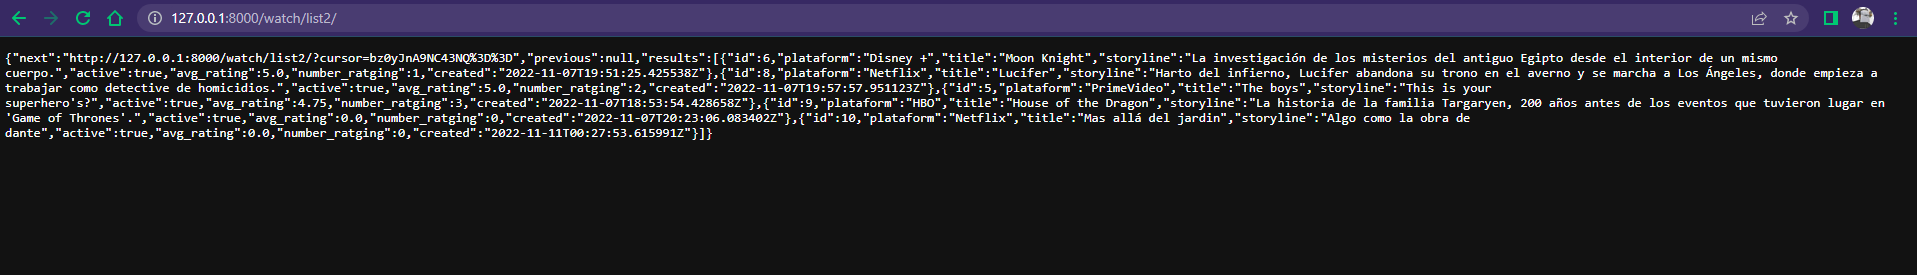 127.0.0.1:8000/watch/list2/
{"next":"http://127.0.0.1:8000/watch/list2/?cursor=bz0yJnA9NC43NQ%3D%3D","previous":null,"results":[{"id":6,"plataform":"Disney +","title":"Moon Knight","storyline":"La investigación de los misterios del antiguo Egipto desde el interior de un mismo
cuerpo.","active":true,"avg_rating":5.0,"number_ratging":1,"created":"2022-11-07T19:51:25.425538Z"},{"id":8,"plataform":"Netflix","title":"Lucifer","storyline":"Harto del infierno, Lucifer abandona su trono en el averno y se marcha a Los Ángeles, donde empieza a
trabajar como detective de homicidios.","active":true,"avg_rating":5.0,"number_ratging":2,"created":"2022-11-07T19:57:57.951123Z"},{"id":5,"plataform":"PrimeVideo","title":"The boys","storyline":"This is your
superhero's?","active":true,"avg_rating":4.75,"number_ratging":3,"created":"2022-11-07T18:53:54.428658Z"},{"id":9,"plataform":"HBO","title":"House of the Dragon","storyline":"La historia de la familia Targaryen, 200 años antes de los eventos que tuvieron lugar en
'Game of Thrones'.","active":true,"avg_rating":0.0,"number_ratging":0,"created":"2022-11-07T20:23:06.083402Z"},{"id":10,"plataform":"Netflix","title":"Mas allá del jardin","storyline":"Algo como la obra de
dante","active":true,"avg_rating":0.0,"number_ratging":0,"created":"2022-11-11T00:27:53.615991Z"}]}